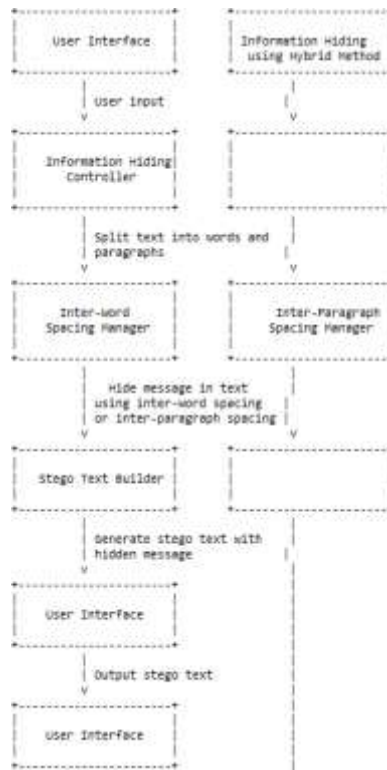 User Interface
Information Hiding
using Hybrid Method
User input
Information Hiding
Controller
Split text into words and
paragraphs
Inter-word
Spacing Manager
Inter-Paragraph
Spacing Manager
Hide message in text
using inter-word spacing
or inter-paragraph spacing
Stego Text Builder
Generate stego text with
hidden message
User Interface
Output stego text
User Interface